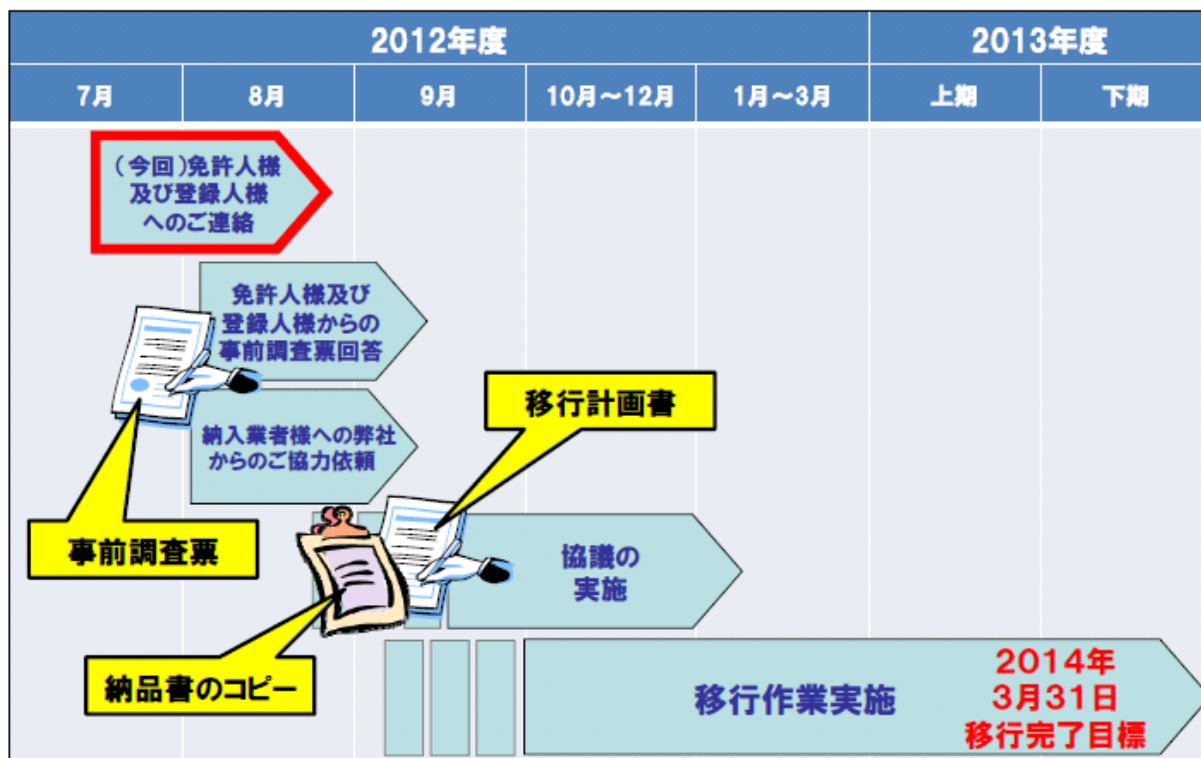 2012年度
2013年度
7月
8月
9月
10月～12月
1月～3月
上期
下期
（今回）免許人様
及び登録人様
へのご連絡
免許人様及び
登録人様からの
事前調査票回答
納入業者様への弊社
からのご協力依頼
移行計画書
事前調査票
協議の
実施
納品書のコピー
移行作業実施
2014年
3月31日
移行完了目標